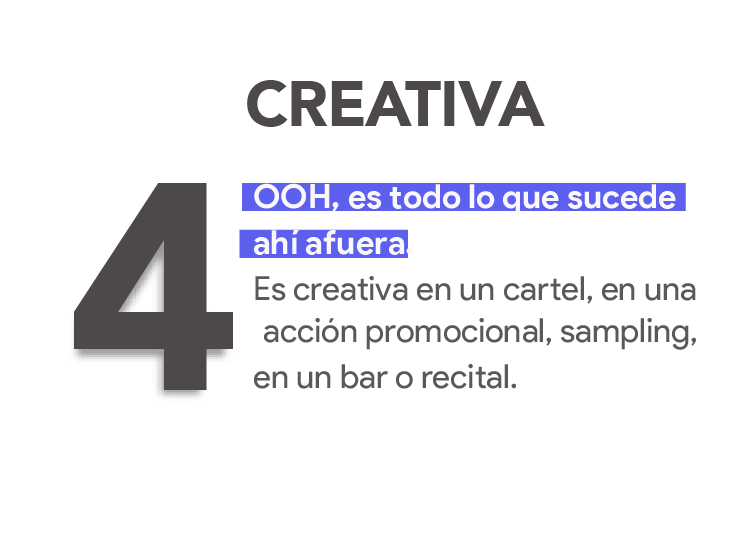 CREATIVA
4
OOH, es todo lo que sucede
ahí afuera.
Es creativa en un cartel, en una
acción promocional, sampling,
en un bar o recital.